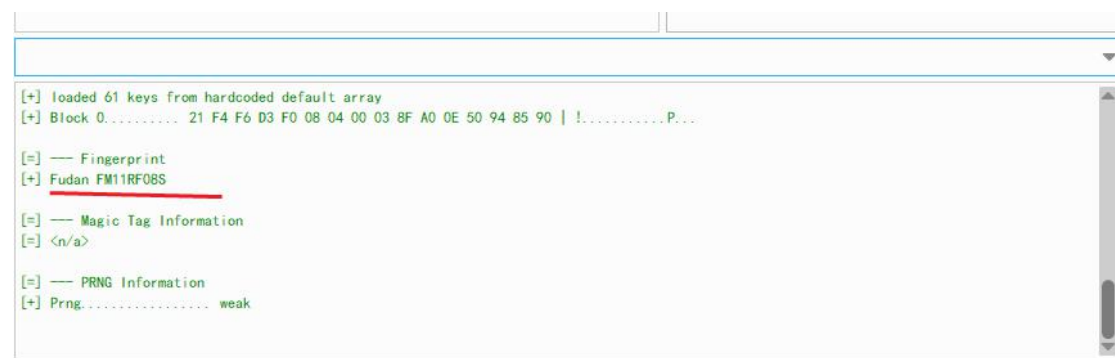 [+] loaded 61 keys from hardcoded default array
[+] Block 0.......... 21 F4 F6 D3 F0 08 04 00 03 8F A0 0E 50 94 85 90 | !...........P...
[=] --- Fingerprint
[+] Fudan FM11RF08S
[=] --- Magic Tag Information
[=] <n/a>
[=] --- PRNG Information
[+] Prng................. weak